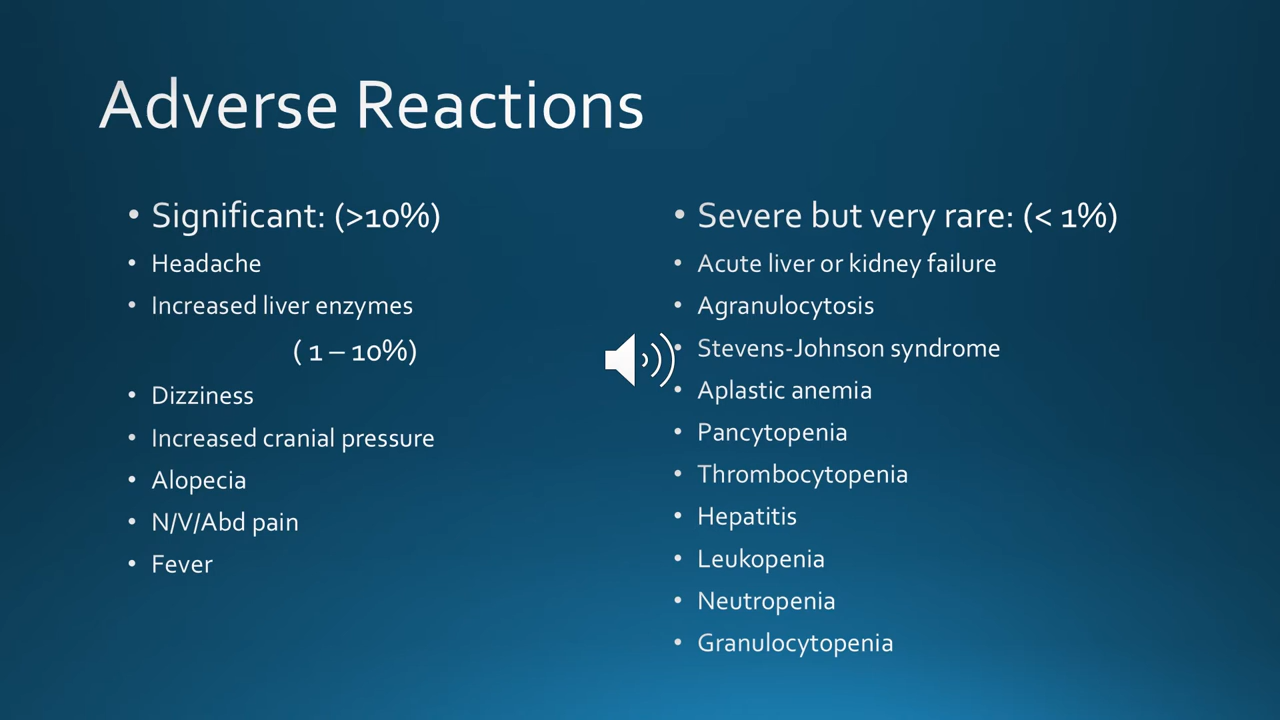 Adverse Reactions
• Significant: (>10%)
• Headache
• Increased liver enzymes
( 1 – 10%)
• Dizziness
• Increased cranial pressure
• Alopecia
• N/V/Abd pain
• Fever
• Severe but very rare: (< 1%)
• Acute liver or kidney failure
• Agranulocytosis
• Stevens-Johnson syndrome
• Aplastic anemia
• Pancytopenia
• Thrombocytopenia
• Hepatitis
• Leukopenia
• Neutropenia
• Granulocytopenia